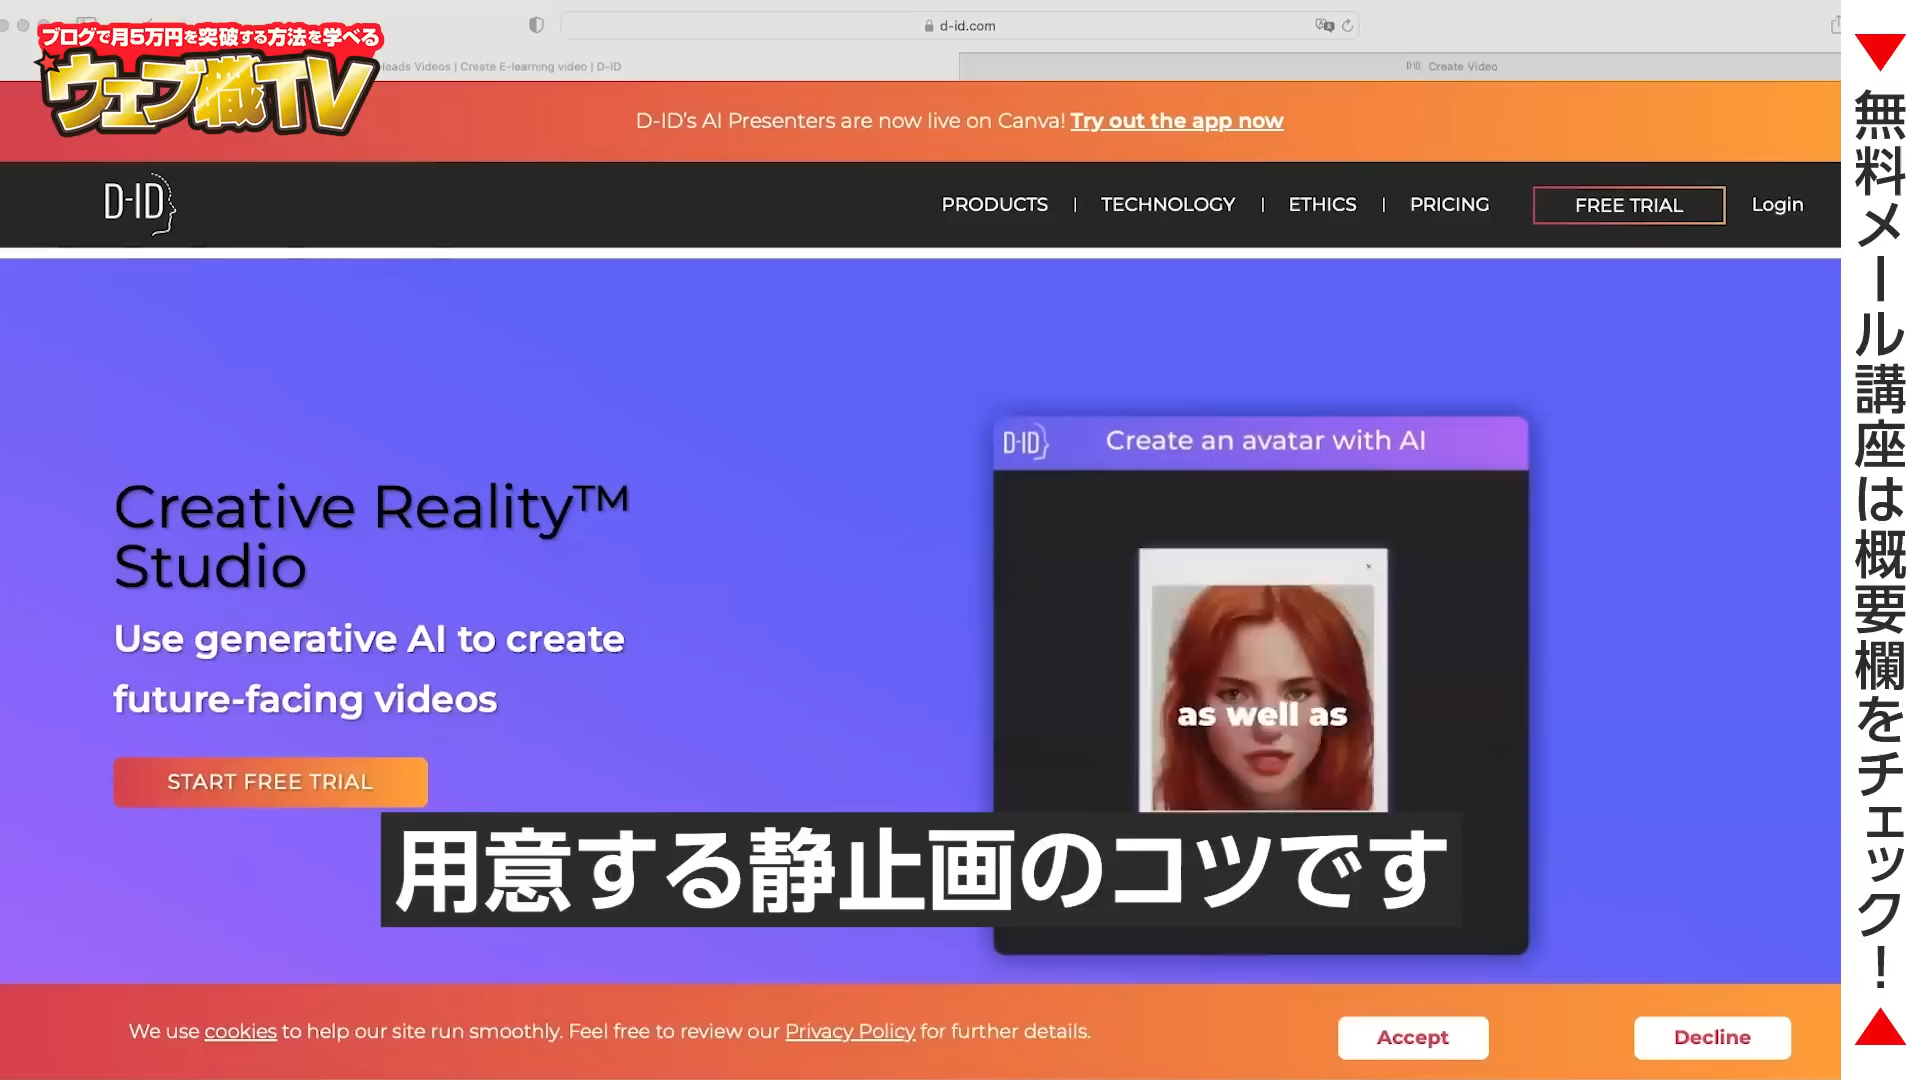 ブログで月5万円を突破する方法を学べる
ウェブ職TV
d-id.com
eads Videos | Create E-learning video | D-ID
Create Video
D-ID's AI Presenters are now live on Canva! Try out the app now
D-ID
PRODUCTS | TECHNOLOGY | ETHICS | PRICING
FREE TRIAL
Login
Creative Reality™
Studio
Use generative AI to create
future-facing videos
START FREE TRIAL
D-ID
Create an avatar with AI
as well as
用意する静止画のコツです
We use cookies to help our site run smoothly. Feel free to review our Privacy Policy for further details.
Accept
Decline
無料メール講座は概要欄をチェック!